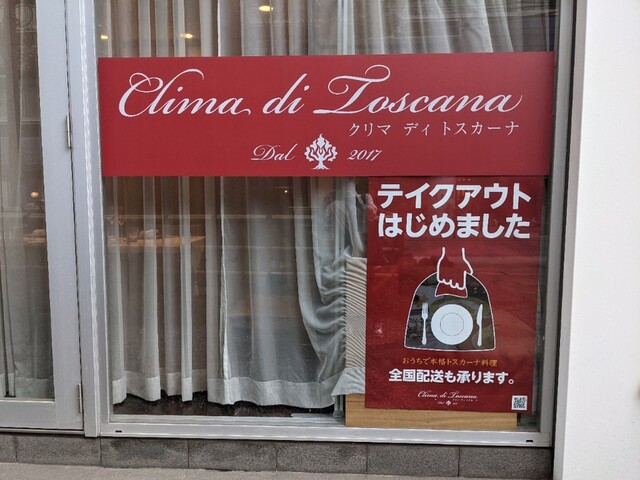 Clima di Toscana
クリマ ディ トスカーナ
Dal 2017
テイクアウト
はじめました
おうちで本格トスカーナ料理
全国配送も承ります。
Clima di Toscana